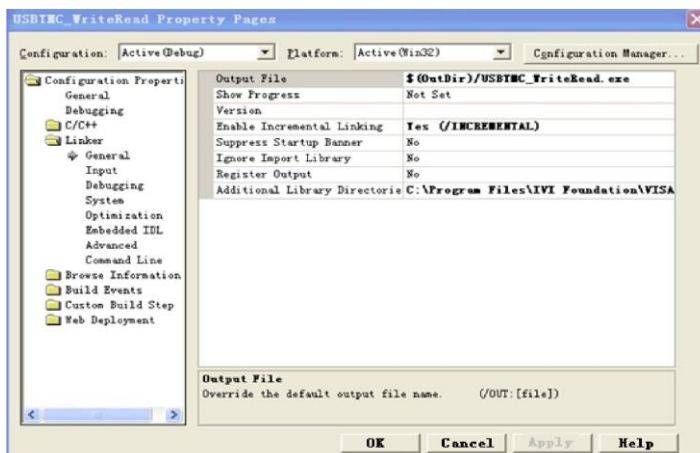 USBTMC_WriteRead Property Pages
Configuration: Active(Debug) Platform: Active(Win32) Configuration Manager...
Configuration Properti
General
Debugging
C/C++
Linker
General
Input
Debugging
System
Optimization
Embedded IDL
Advanced
Command Line
Browse Information
Build Events
Custom Build Step
Web Deployment
Output File $(OutDir)/USBTMC_WriteRead.exe
Show Progress Not Set
Version
Enable Incremental Linking Yes (/INCREMENTAL)
Suppress Startup Banner No
Ignore Import Library No
Register Output No
Additional Library Directorie C:\Program Files\IVI Foundation\VISA
Output File
Override the default output file name. (/OUT:[file])
OK Cancel Apply Help